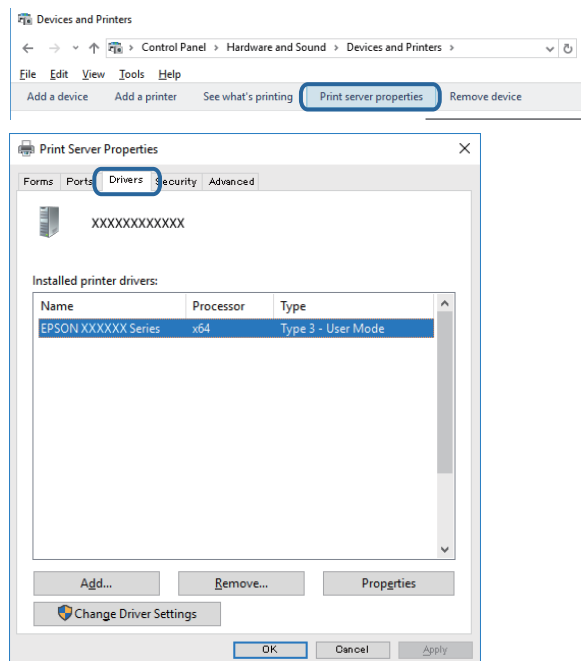 Devices and Printers
Control Panel > Hardware and Sound > Devices and Printers >
File Edit View Tools Help
Add a device Add a printer See what's printing Print server properties Remove device
Print Server Properties
Forms Ports Drivers Security Advanced
XXXXXXXXXXXX
Installed printer drivers:
Name Processor Type
EPSON XXXXXX Series x64 Type 3 - User Mode
Add... Remove... Properties
Change Driver Settings
OK Cancel Apply